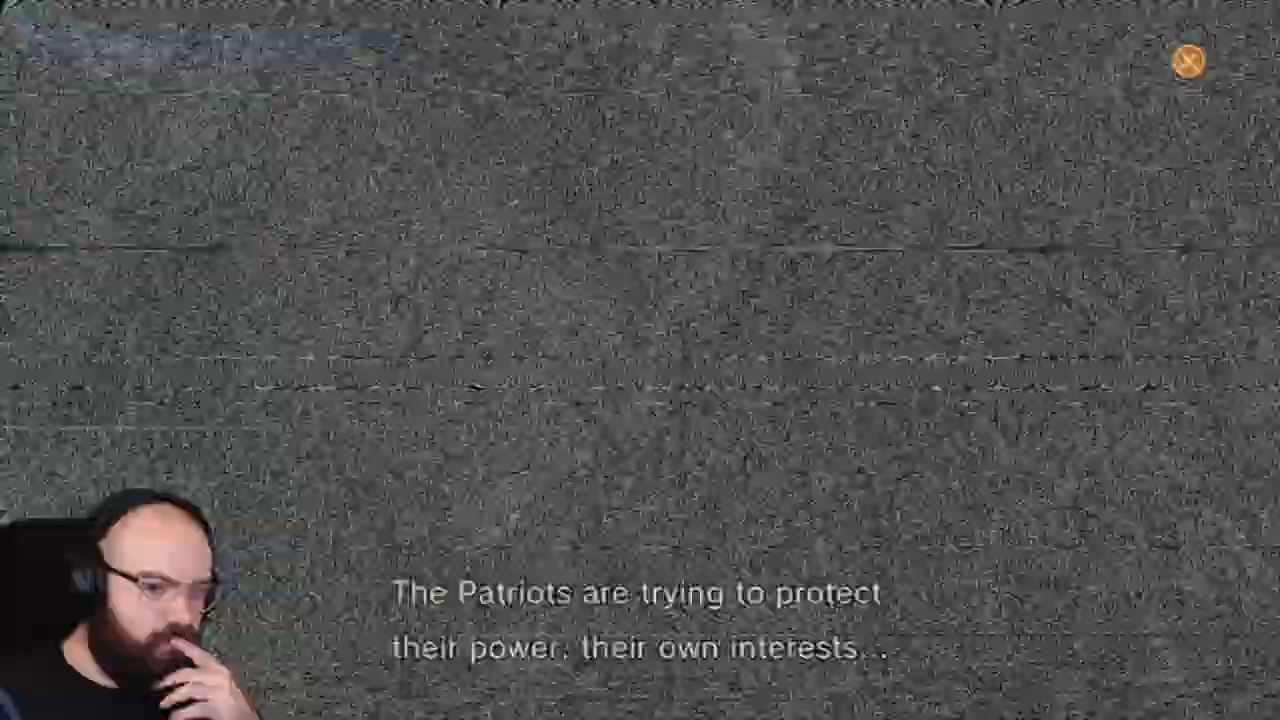 The Patriots are trying to protect
their power, their own interests...